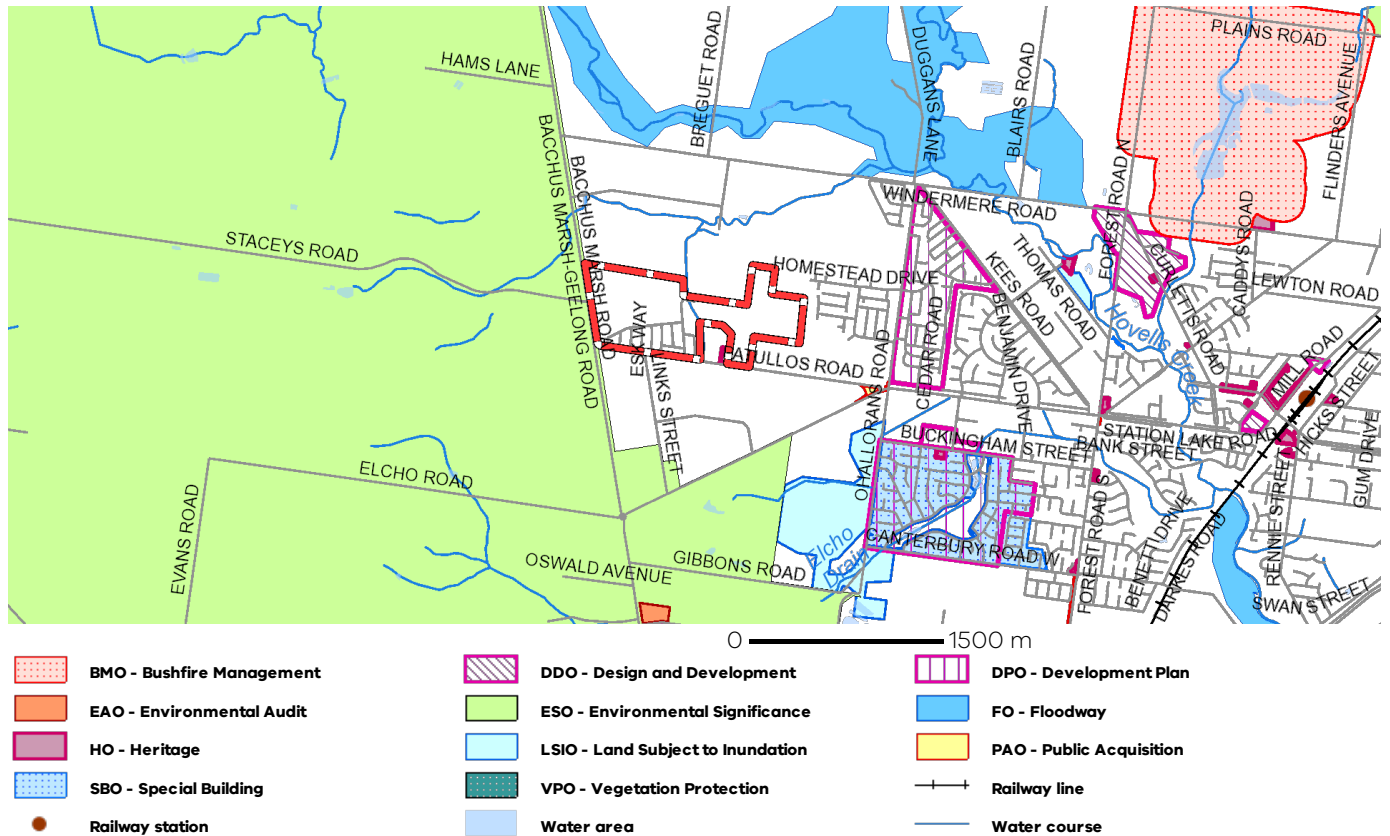 PLAINS ROAD
HAMS LANE
BREGUET ROAD
DUGGANS LANE
BLAIRS ROAD
FLINDERS AVENUE
BACCHUS MARSH-GEELONG ROAD
BACCHUS MARSH ROAD
WINDERMERE ROAD
FOREST ROAD N
STACEYS ROAD
HOMESTEAD DRIVE
THOMAS ROAD
KEES ROAD
CURLETTS ROAD
CADDYS ROAD
LEWTON ROAD
ESKWAY
LINKS STREET
PATULLOS ROAD
OHALLORANS ROAD
CEDAR ROAD
BENJAMIN DRIVE
Hovells Creek
MILL ROAD
HICKS STREET
BUCKINGHAM STREET
BANK STREET
STATION LAKE ROAD
GUM DRIVE
ELCHO ROAD
EVANS ROAD
OSWALD AVENUE
GIBBONS ROAD
Elcho
Drain
CANTERBURY ROAD W
FOREST ROAD S
BENETTI DRIVE
DARKES ROAD
RENNIE STREET
SWAN STREET
0 1500 m
BMO - Bushfire Management
DDO - Design and Development
DPO - Development Plan
EAO - Environmental Audit
ESO - Environmental Significance
FO - Floodway
HO - Heritage
LSIO - Land Subject to Inundation
PAO - Public Acquisition
SBO - Special Building
VPO - Vegetation Protection
Railway line
Railway station
Water area
Water course